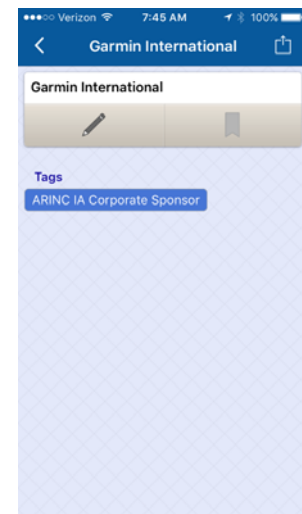 Verizon 7:45 AM 100%
Garmin International
Garmin International
Tags
ARINC IA Corporate Sponsor